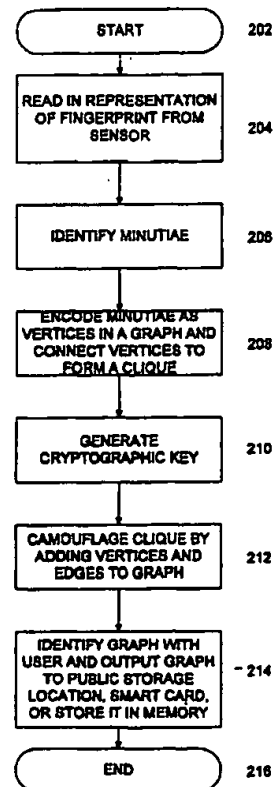 START
202
READ IN REPRESENTATION
OF FINGERPRINT FROM
SENSOR
204
IDENTIFY MINUTIAE
206
ENCODE MINUTIAE AS
VERTICES IN A GRAPH AND
CONNECT VERTICES TO
FORM A CLIQUE
208
GENERATE
CRYPTOGRAPHIC KEY
210
CAMOUFLAGE CLIQUE BY
ADDING VERTICES AND
EDGES TO GRAPH
212
IDENTIFY GRAPH WITH
USER AND OUTPUT GRAPH
TO PUBLIC STORAGE
LOCATION, SMART CARD,
OR STORE IT IN MEMORY
214
END
216